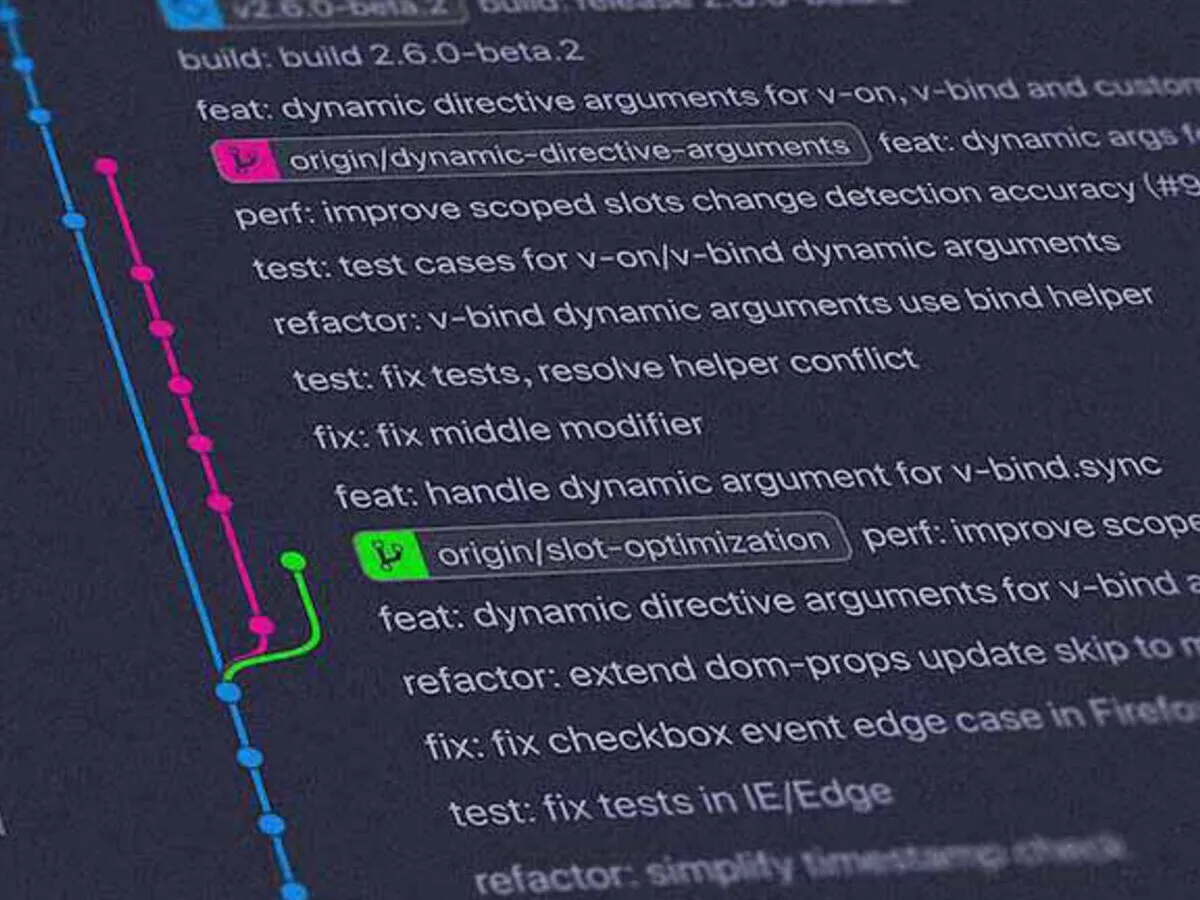 v2.6.0-beta.2 build: release 2.6.0-beta.2
build: build 2.6.0-beta.2
feat: dynamic directive arguments for v-on, v-bind and custom
origin/dynamic-directive-arguments feat: dynamic args f
perf: improve scoped slots change detection accuracy (#9
test: test cases for v-on/v-bind dynamic arguments
refactor: v-bind dynamic arguments use bind helper
test: fix tests, resolve helper conflict
fix: fix middle modifier
feat: handle dynamic argument for v-bind.sync
origin/slot-optimization perf: improve scope
feat: dynamic directive arguments for v-bind a
refactor: extend dom-props update skip to m
fix: fix checkbox event edge case in Firefo
test: fix tests in IE/Edge
refactor: simplify timestamp check